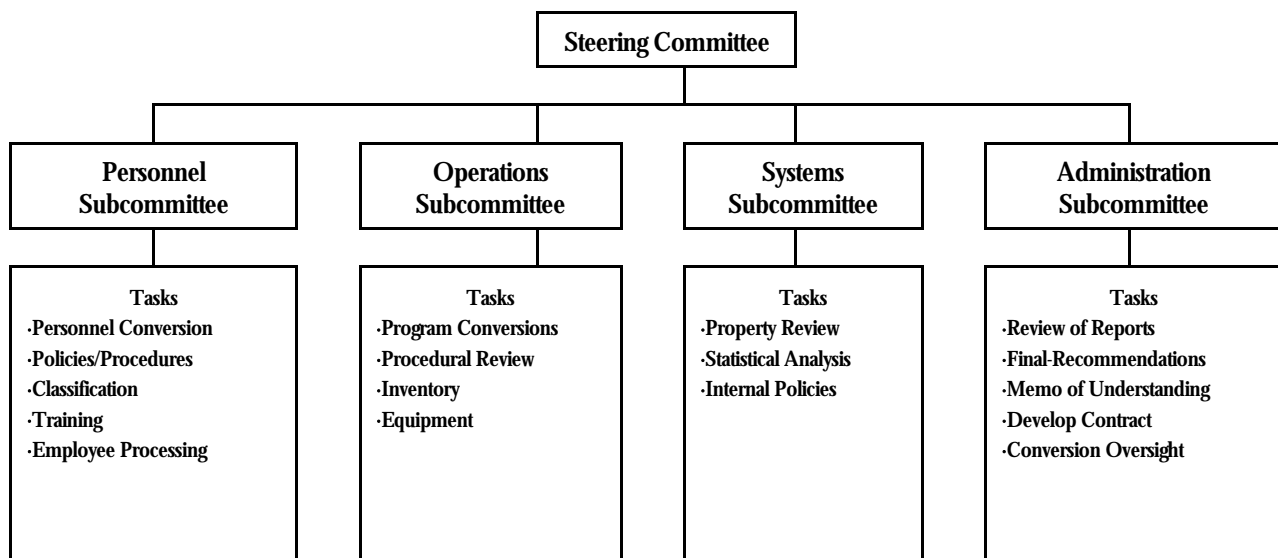 Steering Committee
Personnel
Subcommittee
Operations
Subcommittee
Systems
Subcommittee
Administration
Subcommittee
Tasks
·Personnel Conversion
·Policies/Procedures
·Classification
·Training
·Employee Processing
Tasks
·Program Conversions
·Procedural Review
·Inventory
·Equipment
Tasks
·Property Review
·Statistical Analysis
·Internal Policies
Tasks
·Review of Reports
·Final-Recommendations
·Memo of Understanding
·Develop Contract
·Conversion Oversight